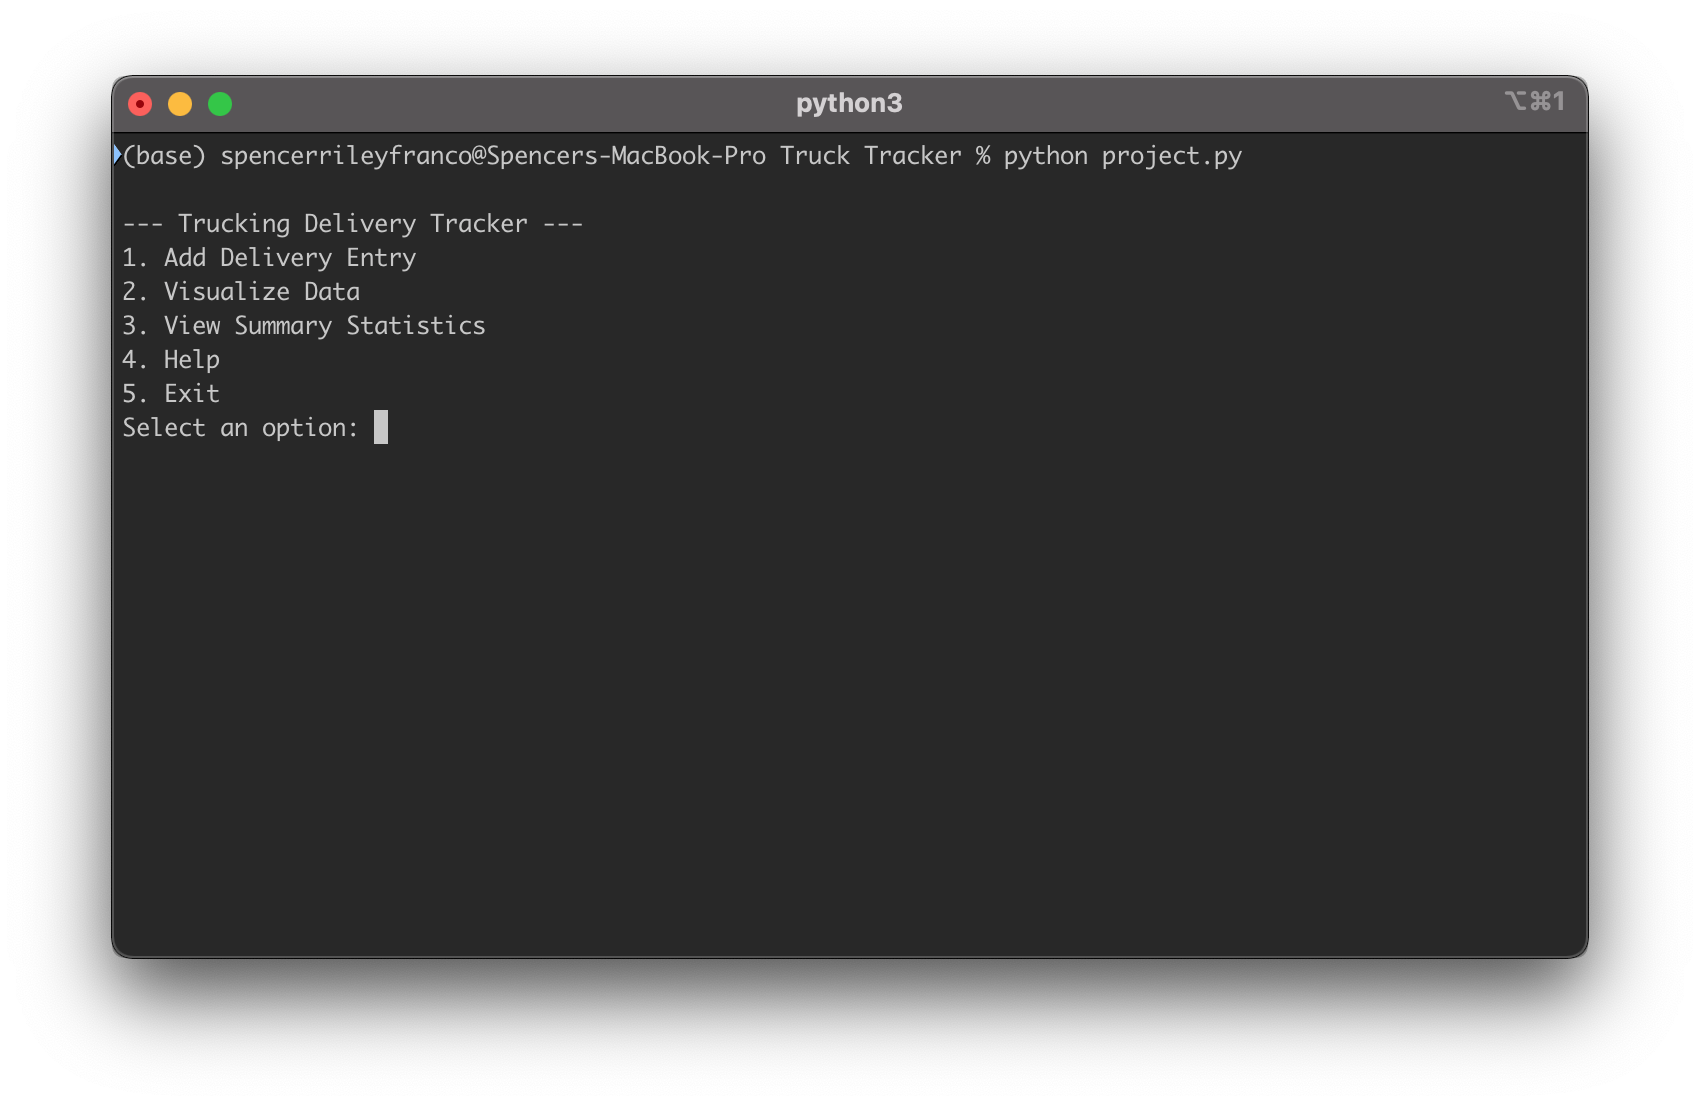 python3
⌥⌘1
(base) spencerrileyfranco@Spencers-MacBook-Pro Truck Tracker % python project.py
--- Trucking Delivery Tracker ---
1. Add Delivery Entry
2. Visualize Data
3. View Summary Statistics
4. Help
5. Exit
Select an option: